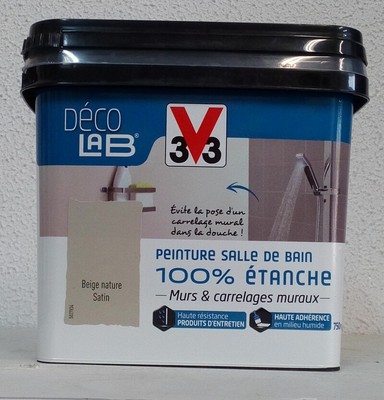 DÉCO
LAB®
V33
Évite la pose d'un
carrelage mural
dans la douche !
PEINTURE SALLE DE BAIN
100% ÉTANCHE
Murs & carrelages muraux
Beige nature
Satin
Haute résistance
PRODUITS D'ENTRETIEN
HAUTE ADHÉRENCE
en milieu humide